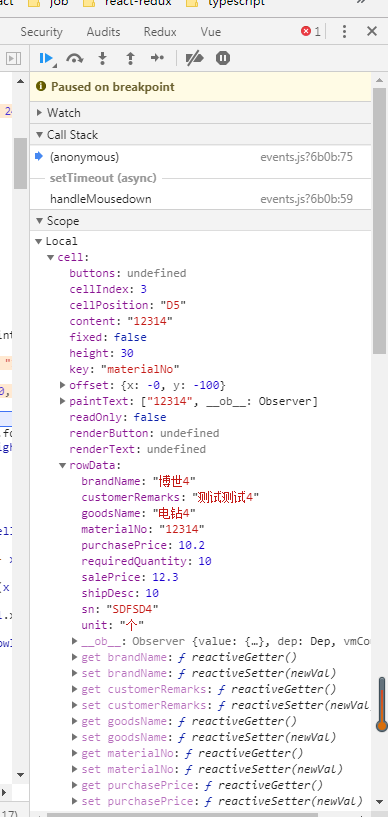 job react-redux typescript
Security Audits Redux Vue 1
Paused on breakpoint
Watch
Call Stack
(anonymous) events.js?6b0b:75
setTimeout (async)
handleMousedown events.js?6b0b:59
Scope
Local
cell:
buttons: undefined
cellIndex: 3
cellPosition: "D5"
content: "12314"
fixed: false
height: 30
key: "materialNo"
offset: {x: -0, y: -100}
paintText: ["12314", __ob__: Observer]
readOnly: false
renderButton: undefined
renderText: undefined
rowData:
brandName: "博世4"
customerRemarks: "测试测试4"
goodsName: "电钻4"
materialNo: "12314"
purchasePrice: 10.2
requiredQuantity: 10
salePrice: 12.3
shipDesc: 10
sn: "SDFSD4"
unit: "个"
__ob__: Observer {value: {…}, dep: Dep, vmCou
get brandName: ƒ reactiveGetter()
set brandName: ƒ reactiveSetter(newVal)
get customerRemarks: ƒ reactiveGetter()
set customerRemarks: ƒ reactiveSetter(newVal)
get goodsName: ƒ reactiveGetter()
set goodsName: ƒ reactiveSetter(newVal)
get materialNo: ƒ reactiveGetter()
set materialNo: ƒ reactiveSetter(newVal)
get purchasePrice: ƒ reactiveGetter()
set purchasePrice: ƒ reactiveSetter(newVal)